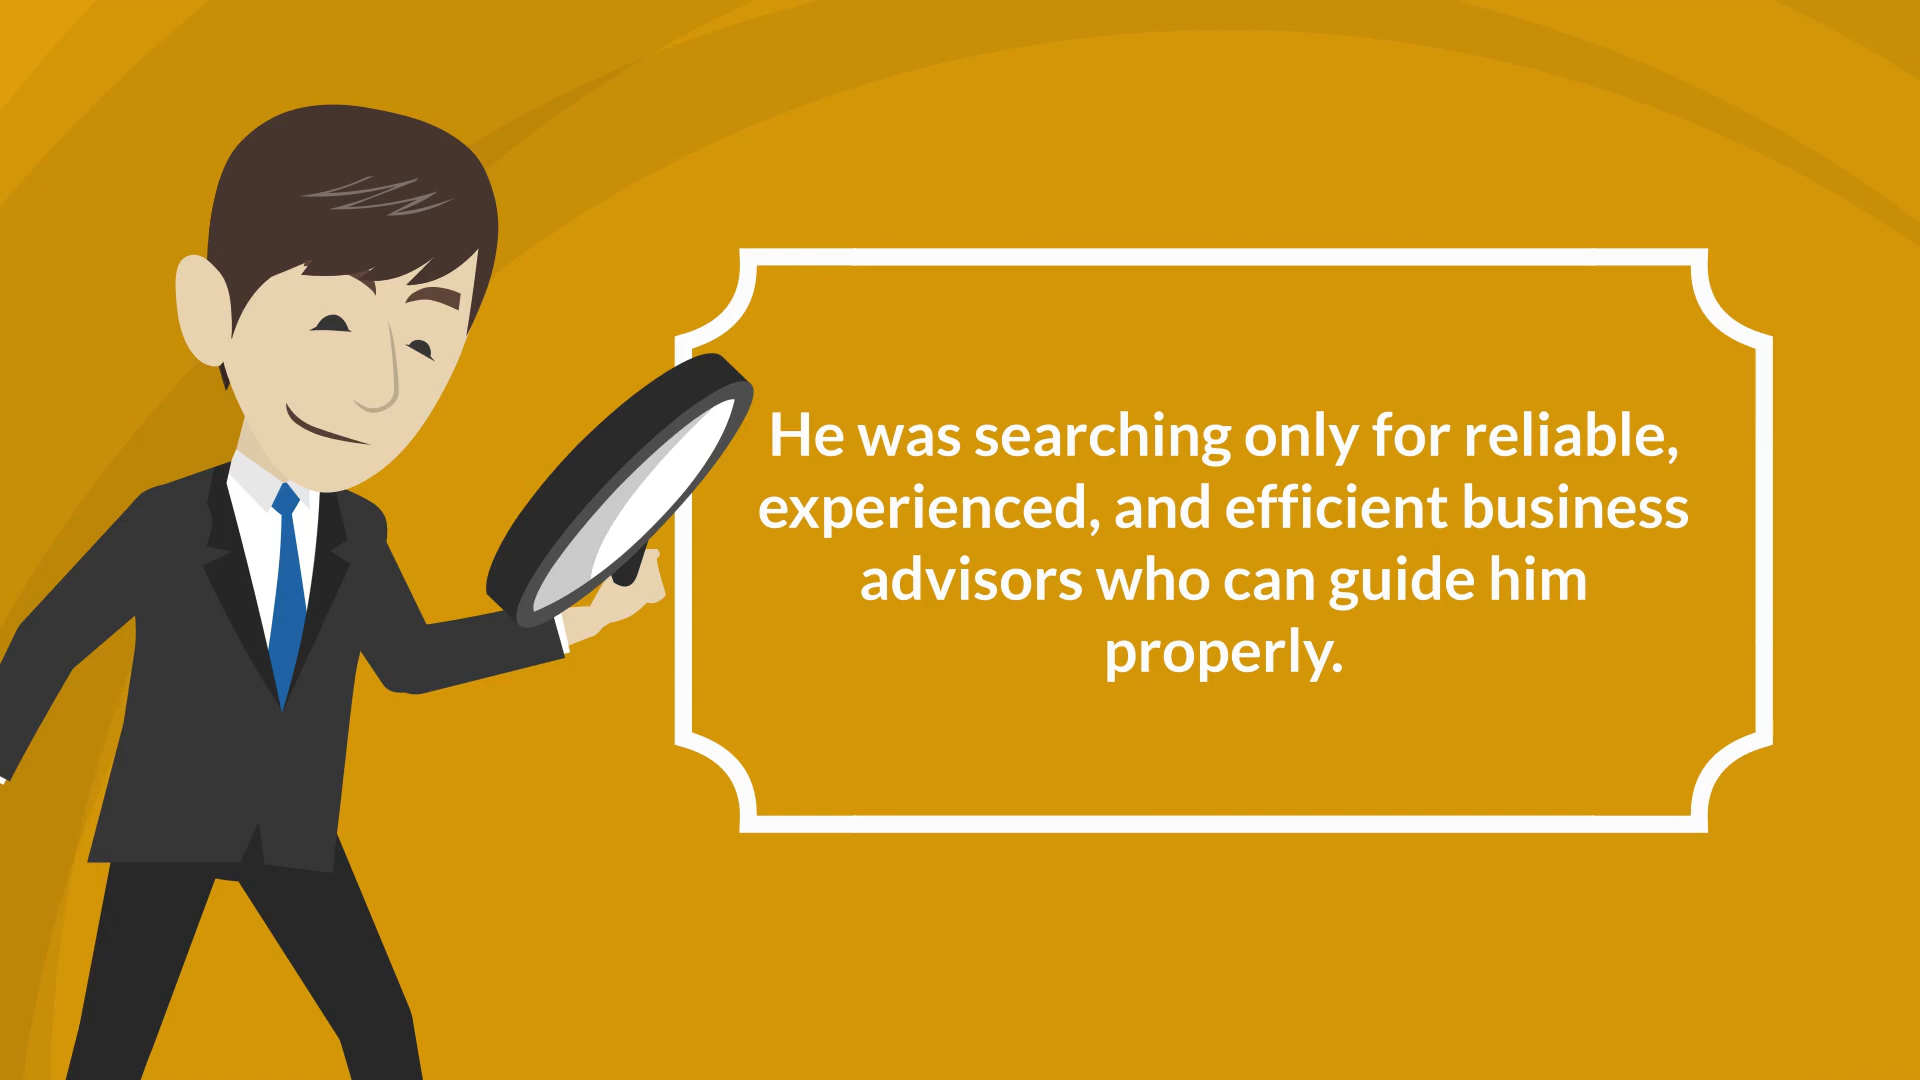 He was searching only for reliable,
experienced, and efficient business
advisors who can guide him
properly.